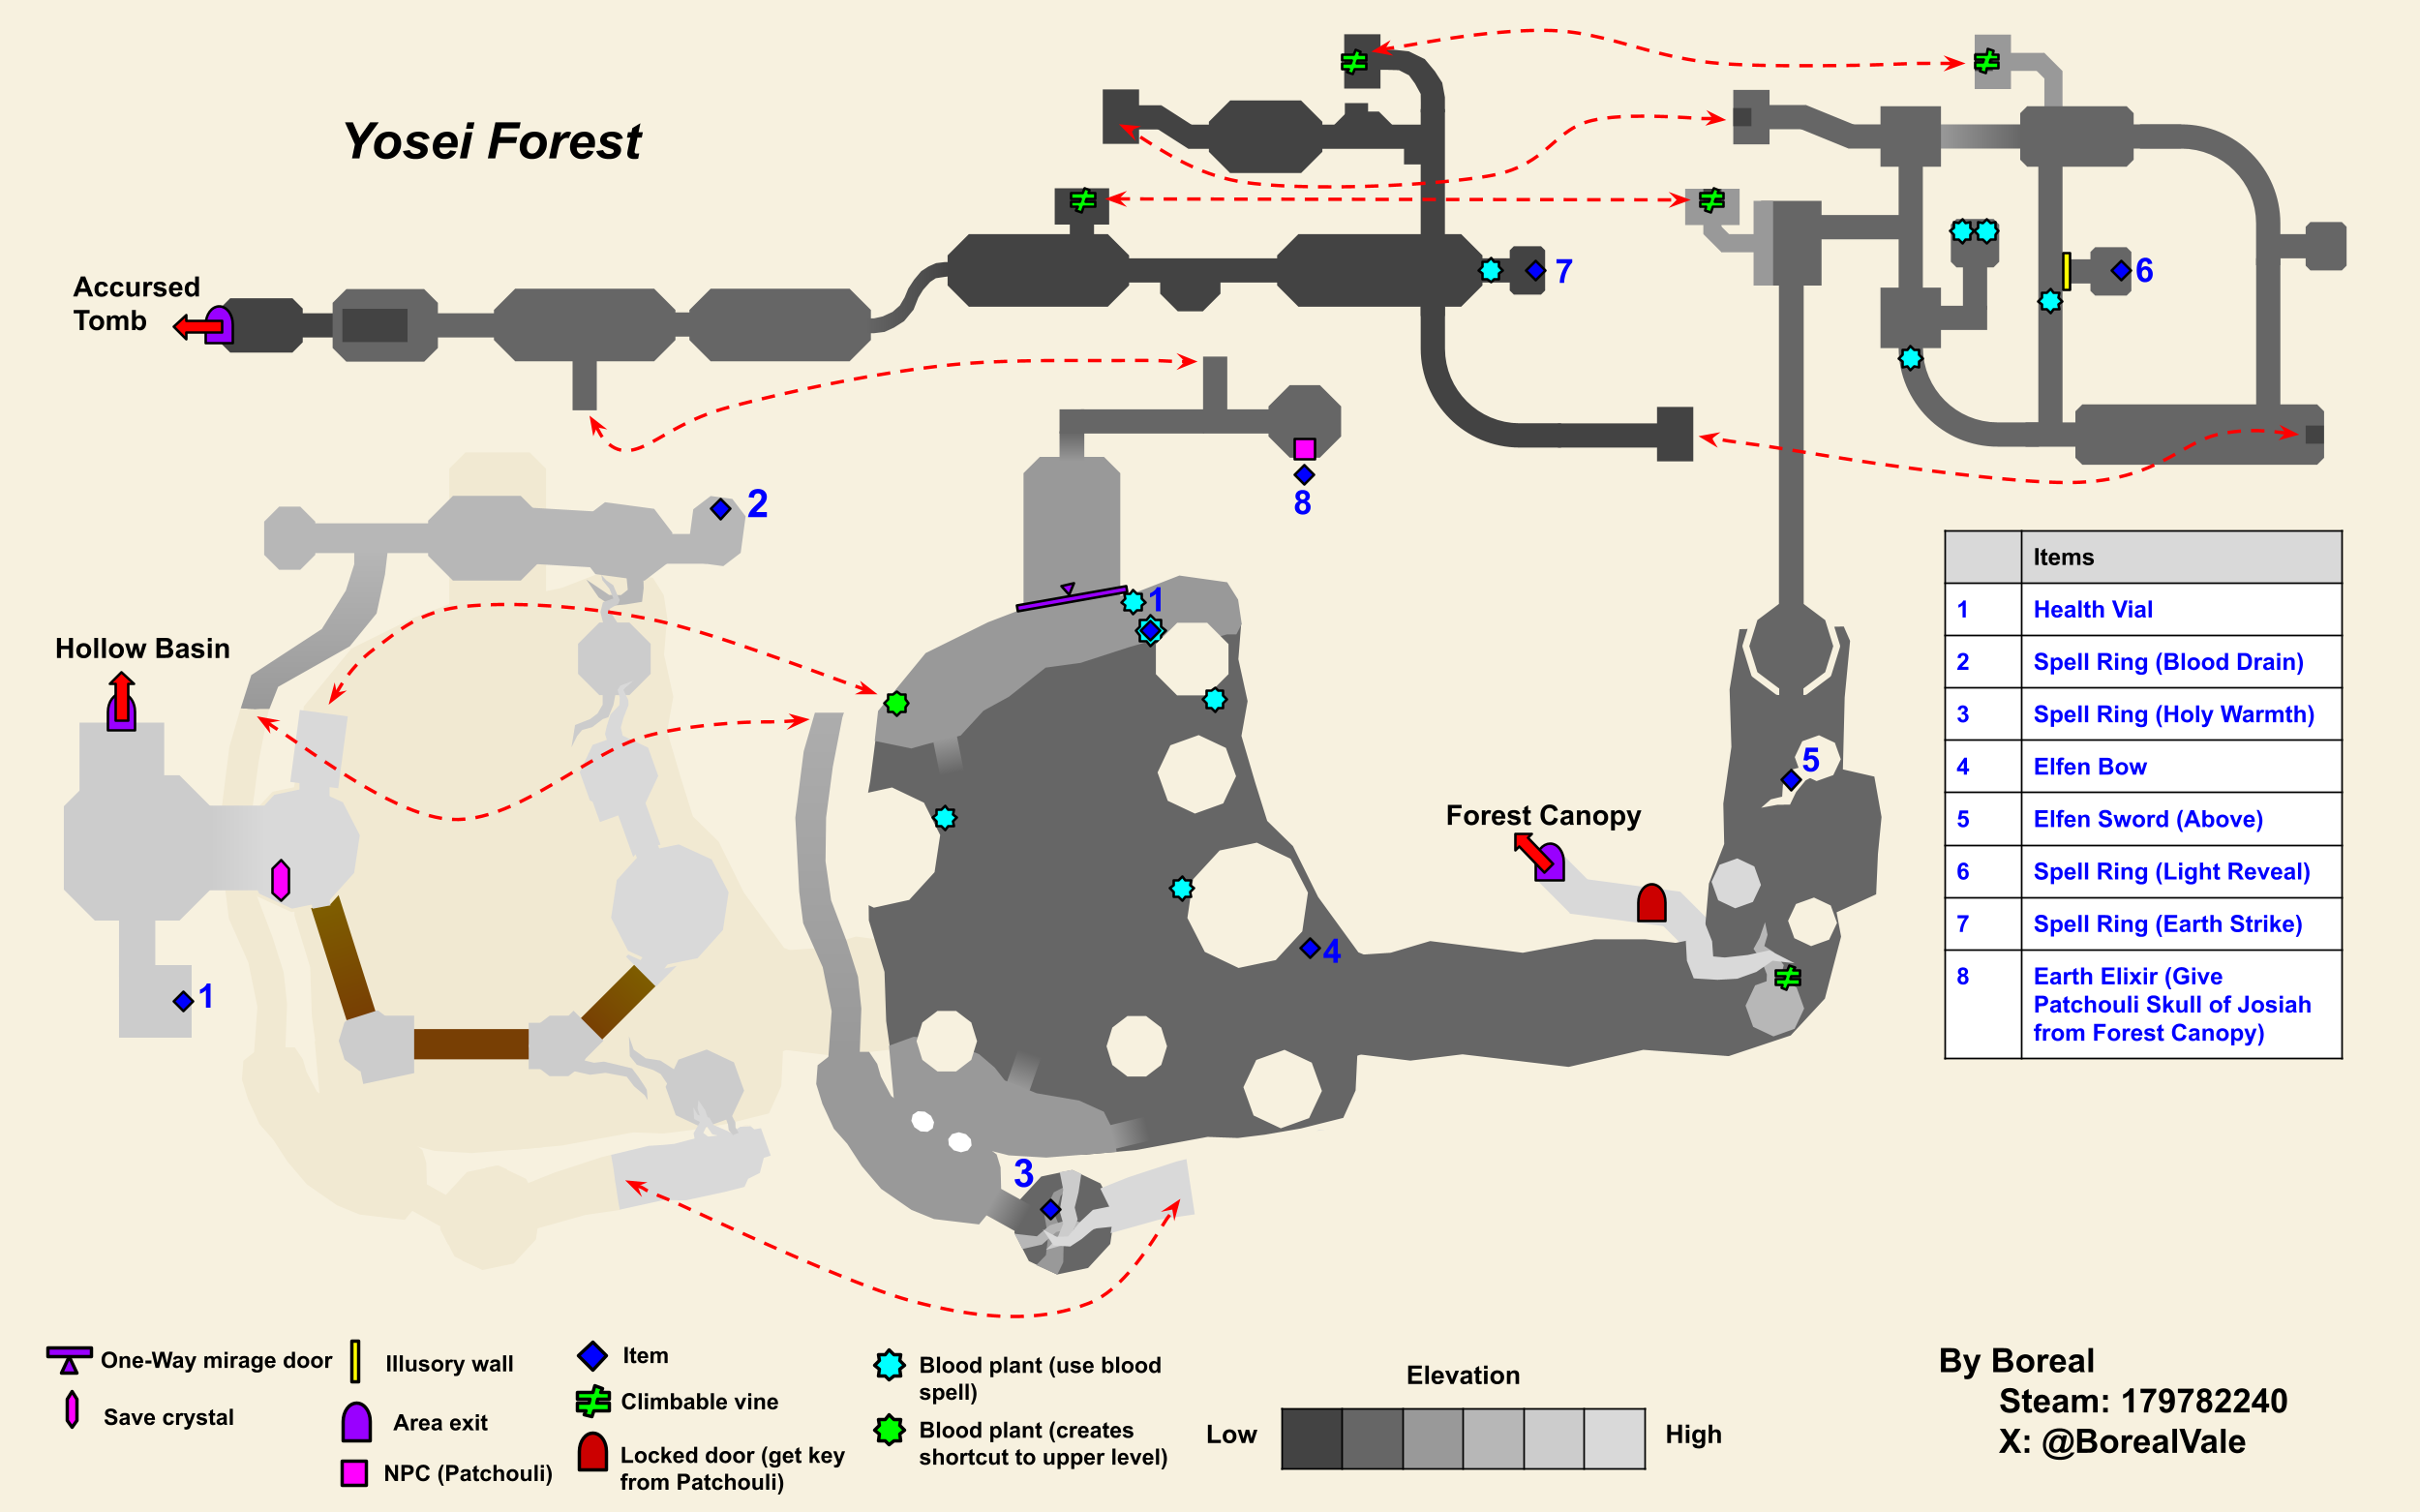 Yosei Forest
Accursed
Tomb
7
6
8
2
1
Hollow Basin
5
Forest Canopy
4
1
3
Items
1 Health Vial
2 Spell Ring (Blood Drain)
3 Spell Ring (Holy Warmth)
4 Elfen Bow
5 Elfen Sword (Above)
6 Spell Ring (Light Reveal)
7 Spell Ring (Earth Strike)
8 Earth Elixir (Give
Patchouli Skull of Josiah
from Forest Canopy)
One-Way mirage door
Save crystal
Illusory wall
Area exit
NPC (Patchouli)
Item
Climbable vine
Locked door (get key
from Patchouli)
Blood plant (use blood
spell)
Blood plant (creates
shortcut to upper level)
Elevation
Low
High
By Boreal
Steam: 179782240
X: @BorealVale